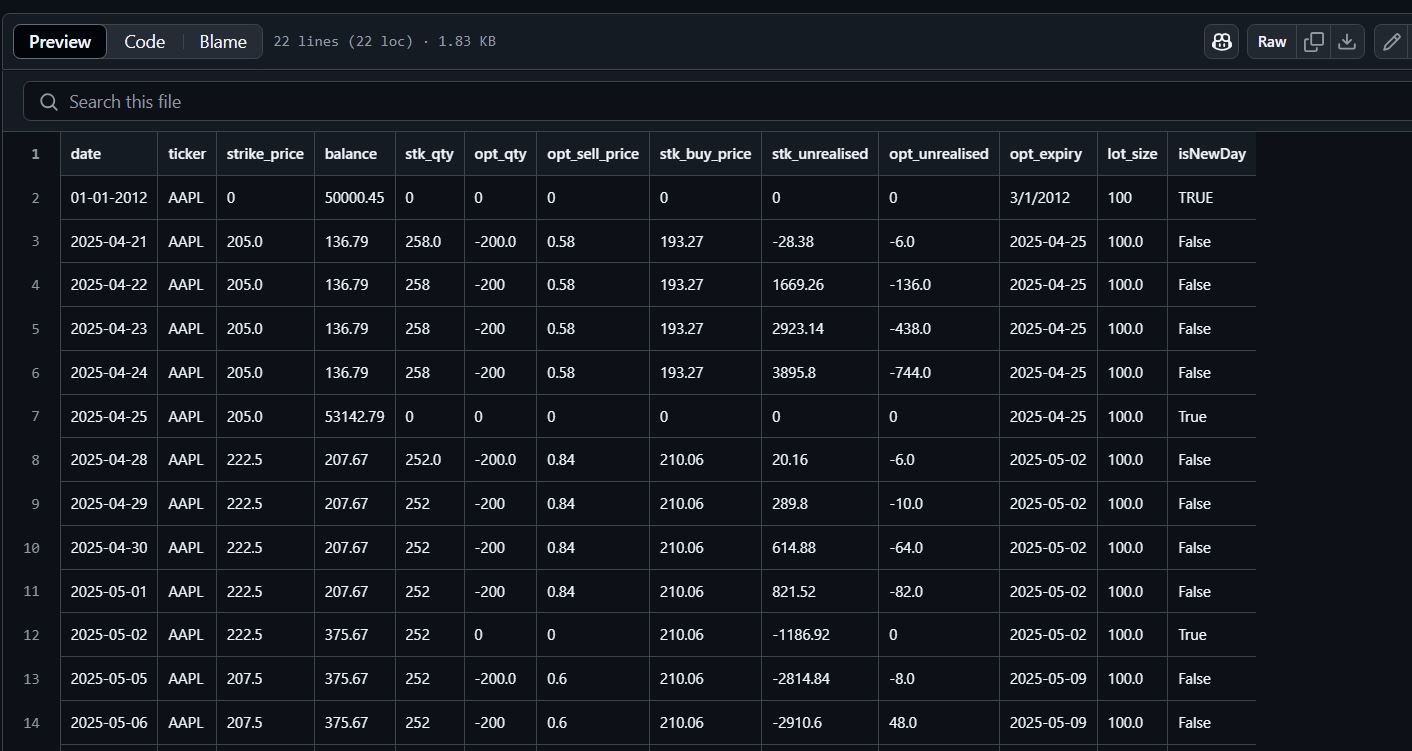 Preview Code Blame 22 lines (22 loc) · 1.83 KB Raw
Search this file
1 date ticker strike_price balance stk_qty opt_qty opt_sell_price stk_buy_price stk_unrealised opt_unrealised opt_expiry lot_size isNewDay
2 01-01-2012 AAPL 0 50000.45 0 0 0 0 0 0 3/1/2012 100 TRUE
3 2025-04-21 AAPL 205.0 136.79 258.0 -200.0 0.58 193.27 -28.38 -6.0 2025-04-25 100.0 False
4 2025-04-22 AAPL 205.0 136.79 258 -200 0.58 193.27 1669.26 -136.0 2025-04-25 100.0 False
5 2025-04-23 AAPL 205.0 136.79 258 -200 0.58 193.27 2923.14 -438.0 2025-04-25 100.0 False
6 2025-04-24 AAPL 205.0 136.79 258 -200 0.58 193.27 3895.8 -744.0 2025-04-25 100.0 False
7 2025-04-25 AAPL 205.0 53142.79 0 0 0 0 0 0 2025-04-25 100.0 True
8 2025-04-28 AAPL 222.5 207.67 252.0 -200.0 0.84 210.06 20.16 -6.0 2025-05-02 100.0 False
9 2025-04-29 AAPL 222.5 207.67 252 -200 0.84 210.06 289.8 -10.0 2025-05-02 100.0 False
10 2025-04-30 AAPL 222.5 207.67 252 -200 0.84 210.06 614.88 -64.0 2025-05-02 100.0 False
11 2025-05-01 AAPL 222.5 207.67 252 -200 0.84 210.06 821.52 -82.0 2025-05-02 100.0 False
12 2025-05-02 AAPL 222.5 375.67 252 0 0 210.06 -1186.92 0 2025-05-02 100.0 True
13 2025-05-05 AAPL 207.5 375.67 252 -200.0 0.6 210.06 -2814.84 -8.0 2025-05-09 100.0 False
14 2025-05-06 AAPL 207.5 375.67 252 -200 0.6 210.06 -2910.6 48.0 2025-05-09 100.0 False